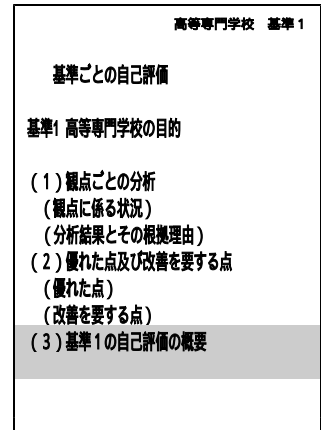 高等専門学校　基準１
基準ごとの自己評価
基準1 高等専門学校の目的
（１）観点ごとの分析
（観点に係る状況）
（分析結果とその根拠理由）
（２）優れた点及び改善を要する点
（優れた点）
（改善を要する点）
（３）基準１の自己評価の概要